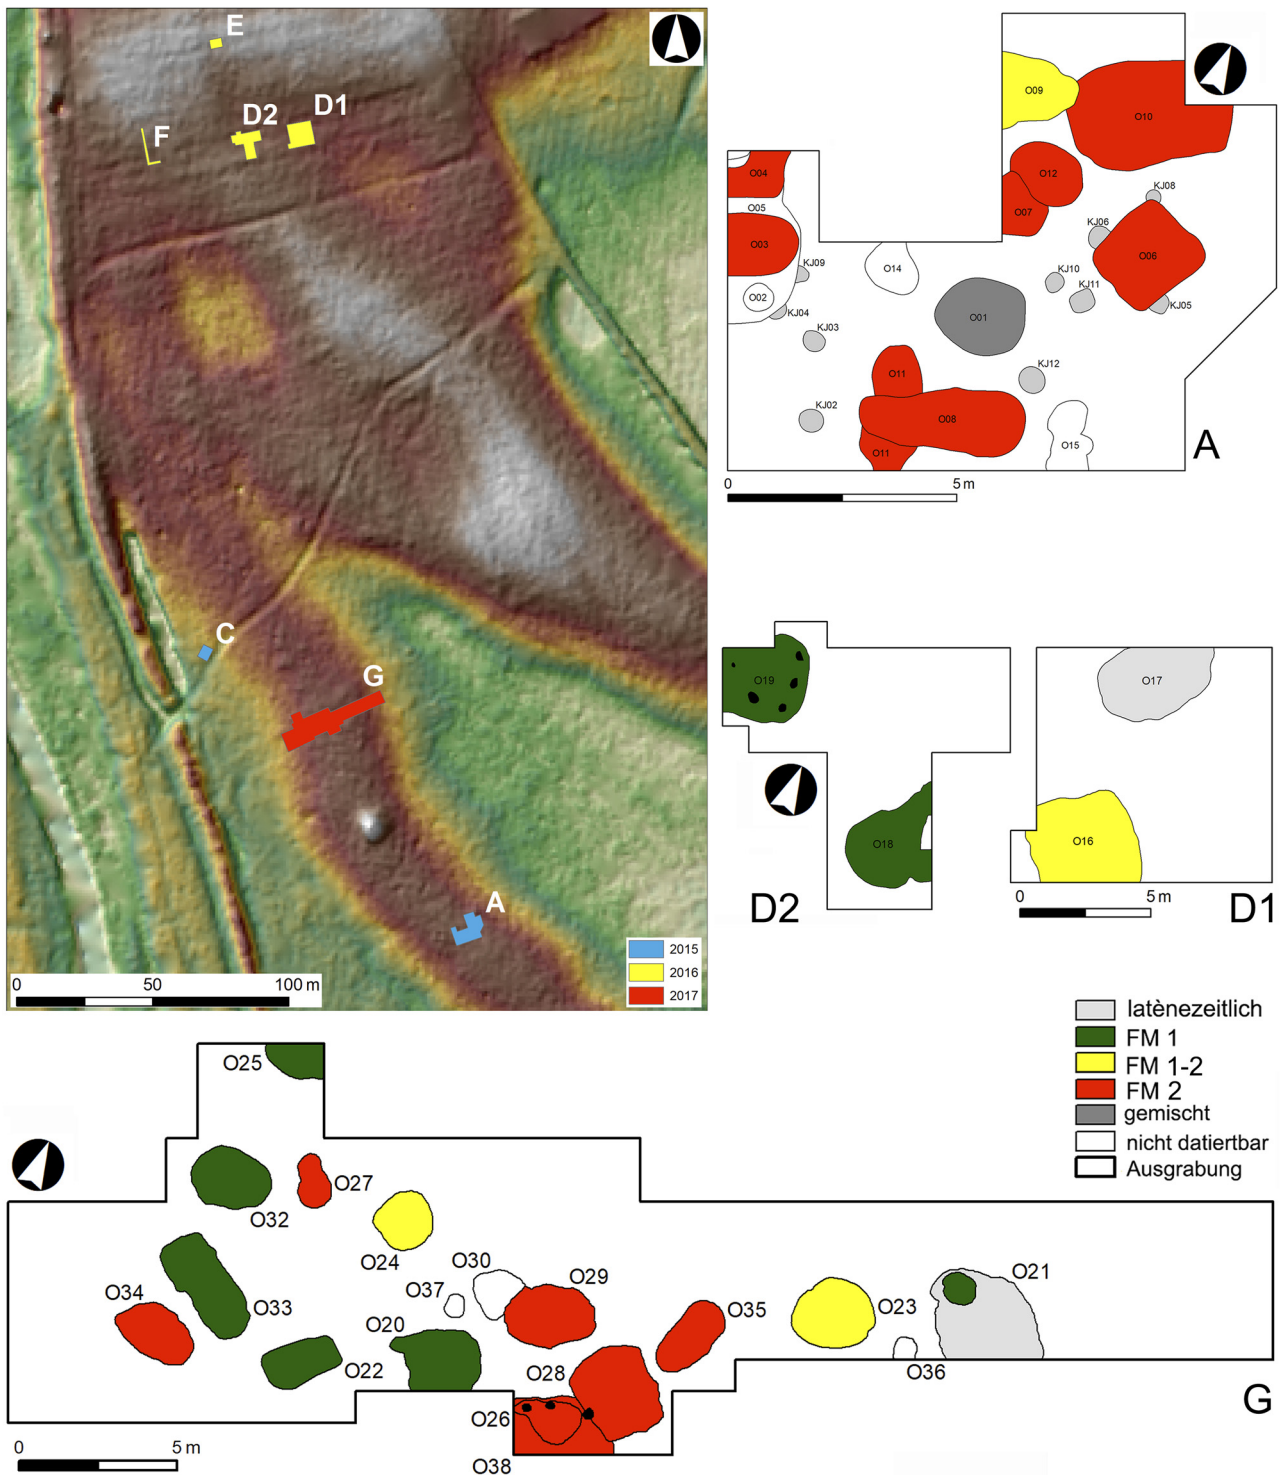 E
D2
D1
F
C
G
A
2015
2016
2017
0
50
100 m
O09
O10
O04
O12
O05
O07
KJ08
O03
KJ06
O06
KJ09
O14
KJ10
O02
KJ11
KJ04
O01
KJ05
KJ03
O11
KJ12
KJ02
O08
O11
O15
A
0
5 m
O19
O18
D2
O17
O16
0
5 m
D1
latènezeitlich
FM 1
FM 1-2
FM 2
gemischt
nicht datiertbar
Ausgrabung
O25
O27
O32
O24
O30
O29
O21
O34
O37
O33
O20
O35
O23
O22
O28
O36
O26
O38
G
0
5 m